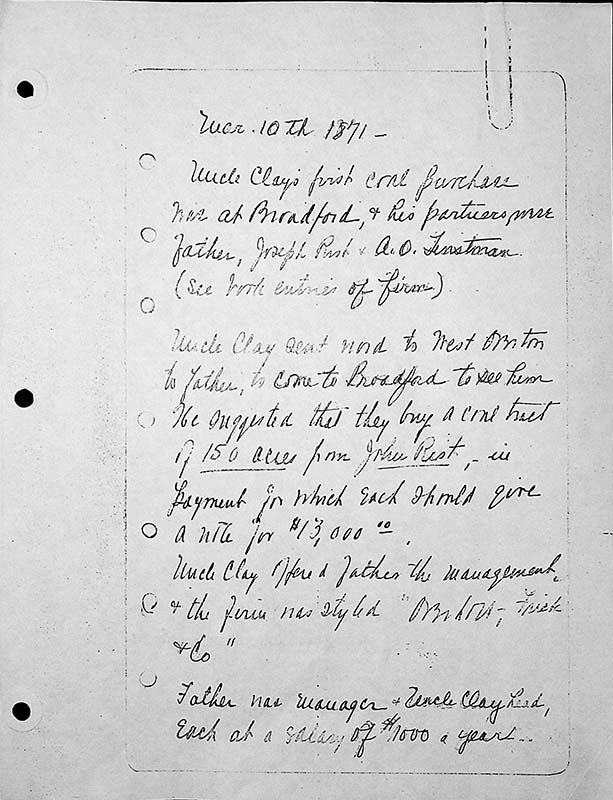 Mar. 10th 1871 -
Uncle Clay's first coal purchase
was at Broadford, & his partners were
Father, Joseph Rist & A.O. Tinstman.
(See book entries of firm)
Uncle Clay sent word to West Overton
to Father, to come to Broadford to see him
He suggested that they buy a coal tract
of 150 acres from John Rist, - in
payment for which each should give
a note for $13,000 00.
Uncle Clay offered Father the management,
& the firm was styled " Overholt, Frick
& Co "
Father was manager & Uncle Clay head,
Each at a salary of $1000 a year -